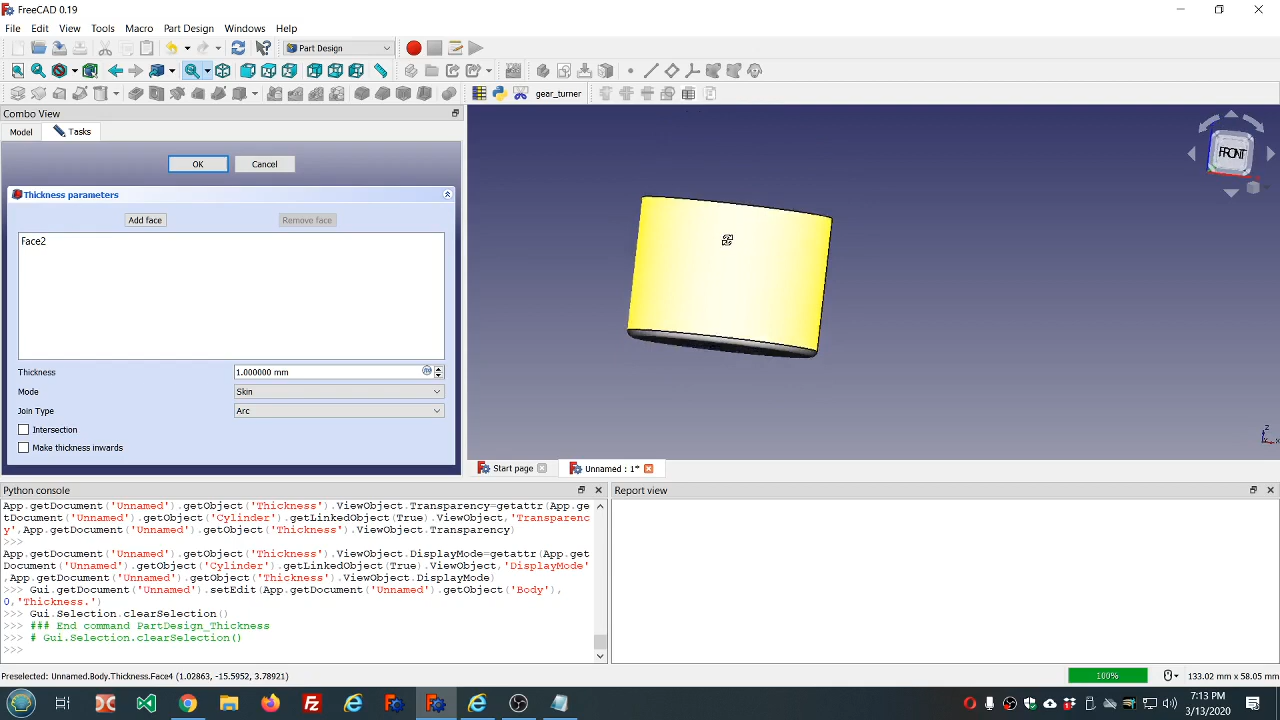 FreeCAD 0.19
File Edit View Tools Macro Part Design Windows Help
Part Design
gear_turner
Combo View
Model Tasks
FRONT
OK Cancel
Thickness parameters
Add face Remove face
Face2
Thickness 1.000000 mm
Mode Skin
Join Type Arc
Intersection
Make thickness inwards
Z
Start page Unnamed : 1*
Python console Report view
App.getDocument('Unnamed').getObject('Thickness').ViewObject.Transparency=getattr(App.ge
tDocument('Unnamed').getObject('Cylinder').getLinkedObject(True).ViewObject,'Transparenc
y',App.getDocument('Unnamed').getObject('Thickness').ViewObject.Transparency)
>>>
App.getDocument('Unnamed').getObject('Thickness').ViewObject.DisplayMode=getattr(App.get
Document('Unnamed').getObject('Cylinder').getLinkedObject(True).ViewObject,'DisplayMode'
,App.getDocument('Unnamed').getObject('Thickness').ViewObject.DisplayMode)
>>> Gui.getDocument('Unnamed').setEdit(App.getDocument('Unnamed').getObject('Body'),
0,'Thickness.')
>>> Gui.Selection.clearSelection()
>>> ### End command PartDesign_Thickness
>>> # Gui.Selection.clearSelection()
>>>
Preselected: Unnamed.Body.Thickness.Face4 (1.02863, -15.5952, 3.78921) 100% 133.02 mm x 58.05 mm
7:13 PM
3/13/2020